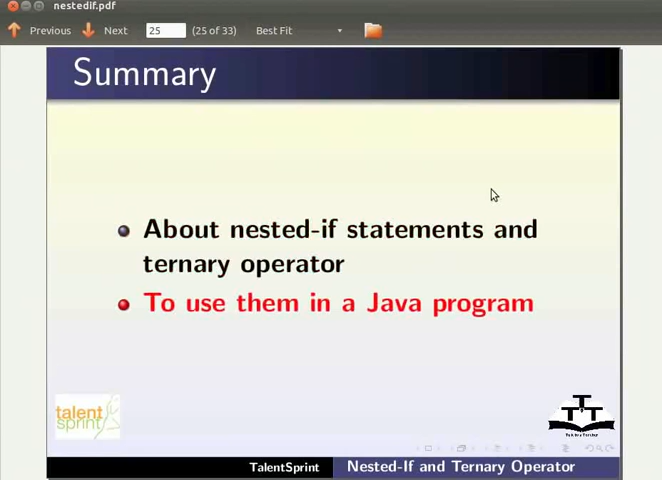 nestedif.pdf
Previous Next 25 (25 of 33) Best Fit
Summary
About nested-if statements and
ternary operator
To use them in a Java program
talent
sprint
TTT
TalentSprint Nested-If and Ternary Operator